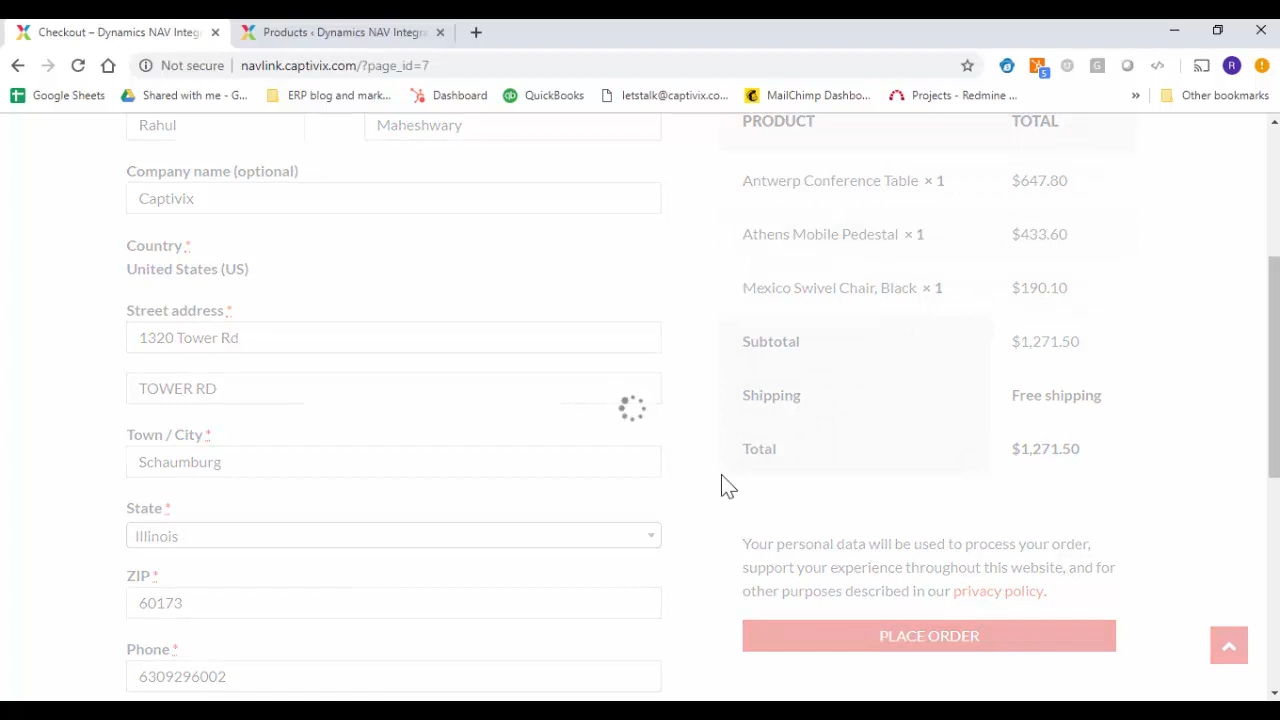 Checkout – Dynamics NAV Integ
Products ‹ Dynamics NAV Integr
Not secure
navlink.captivix.com/?page_id=7
5
G
R
Google Sheets
Shared with me - G...
ERP blog and mark...
Dashboard
QuickBooks
letstalk@captivix.co...
MailChimp Dashbo...
Projects - Redmine ...
»
Other bookmarks
Rahul
Maheshwary
Company name (optional)
Captivix
Country *
United States (US)
Street address *
1320 Tower Rd
TOWER RD
Town / City *
Schaumburg
State *
Illinois
ZIP *
60173
Phone *
6309296002
PRODUCT TOTAL
Antwerp Conference Table × 1 $647.80
Athens Mobile Pedestal × 1 $433.60
Mexico Swivel Chair, Black × 1 $190.10
Subtotal $1,271.50
Shipping Free shipping
Total $1,271.50
Your personal data will be used to process your order,
support your experience throughout this website, and for
other purposes described in our privacy policy.
PLACE ORDER